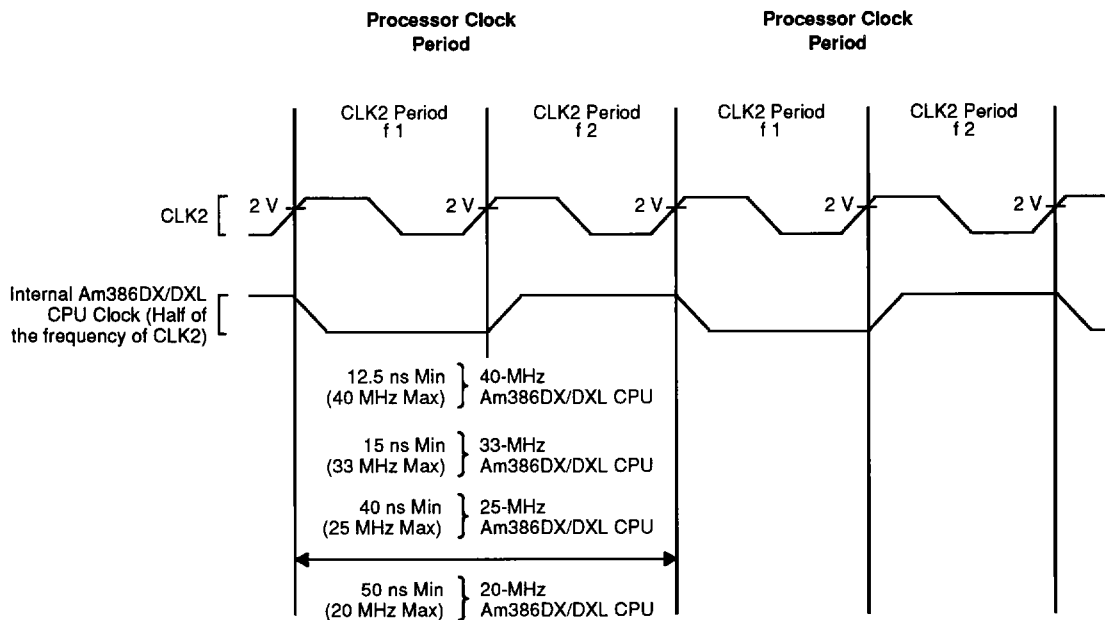 Processor Clock
Period
Processor Clock
Period
CLK2 Period
f 1
CLK2 Period
f 2
CLK2 Period
f 1
CLK2 Period
f 2
CLK2
2 V
2 V
2 V
2 V
2 V
Internal Am386DX/DXL
CPU Clock (Half of
the frequency of CLK2)
12.5 ns Min
(40 MHz Max)
40-MHz
Am386DX/DXL CPU
15 ns Min
(33 MHz Max)
33-MHz
Am386DX/DXL CPU
40 ns Min
(25 MHz Max)
25-MHz
Am386DX/DXL CPU
50 ns Min
(20 MHz Max)
20-MHz
Am386DX/DXL CPU